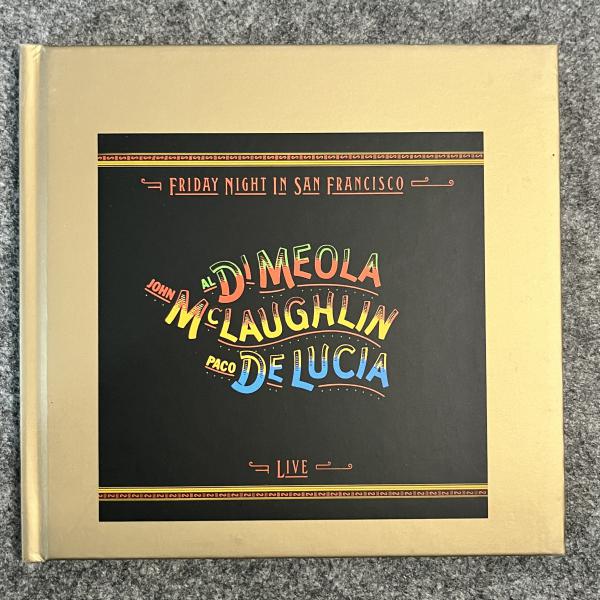 FRIDAY NIGHT IN SAN FRANCISCO
AL DI MEOLA
JOHN MCLAUGHLIN
PACO DE LUCIA
LIVE